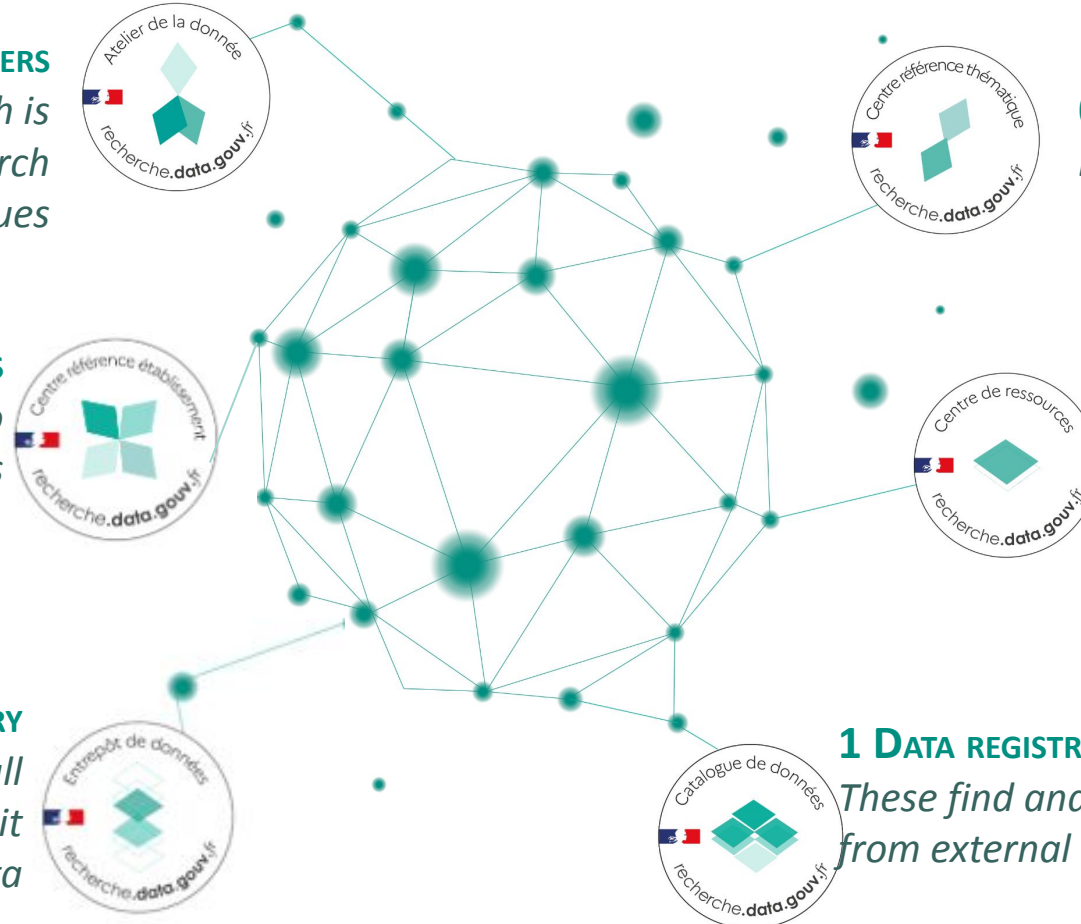 ERS
h is
rch
ues
Atelier de la donnée
recherche.data.gouv.fr
Centre référence thématique
recherche.data.gouv.fr
s
Centre référence établissement
recherche.data.gouv.fr
Centre de ressources
recherche.data.gouv.fr
RY
all
it
ta
Entrepôt de données
recherche.data.gouv.fr
Catalogue de données
recherche.data.gouv.fr
1 DATA REGISTR
These find and
from external